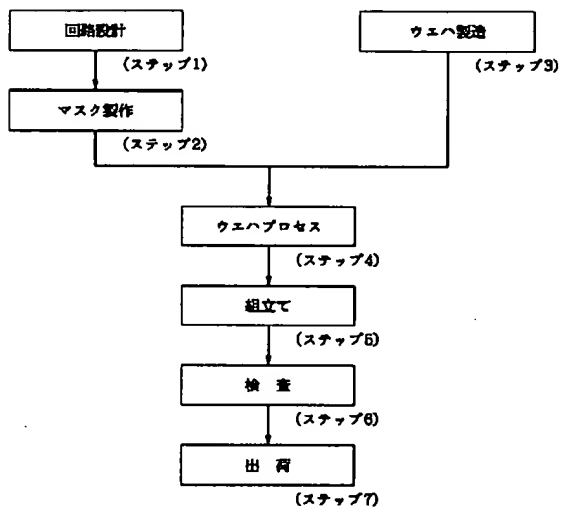 回路設計
(ステップ1)
ウエハ製造
(ステップ3)
マスク製作
(ステップ2)
ウエハプロセス
(ステップ4)
組立て
(ステップ5)
検 査
(ステップ6)
出 荷
(ステップ7)